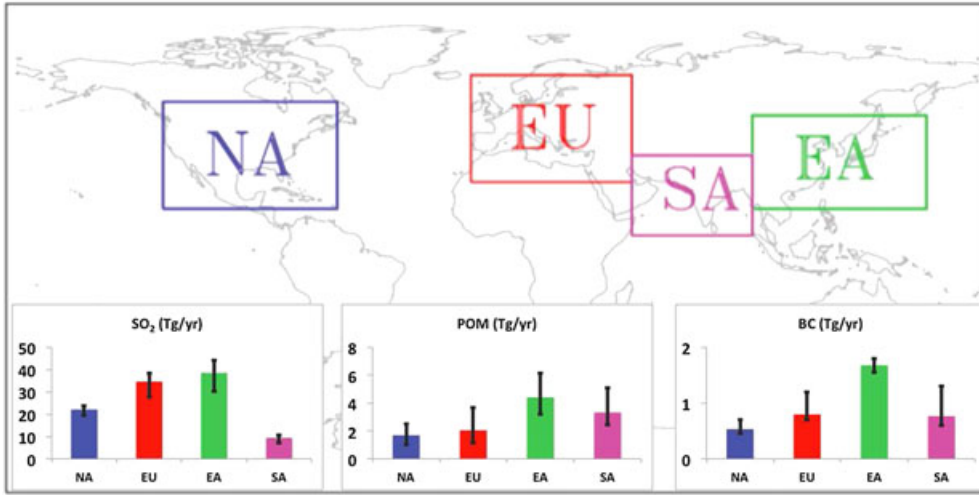 NA
EU
SA
EA
SO₂ (Tg/yr)
50
40
30
20
10
0
NA EU EA SA
POM (Tg/yr)
8
6
4
2
0
NA EU EA SA
BC (Tg/yr)
2
1
0
NA EU EA SA